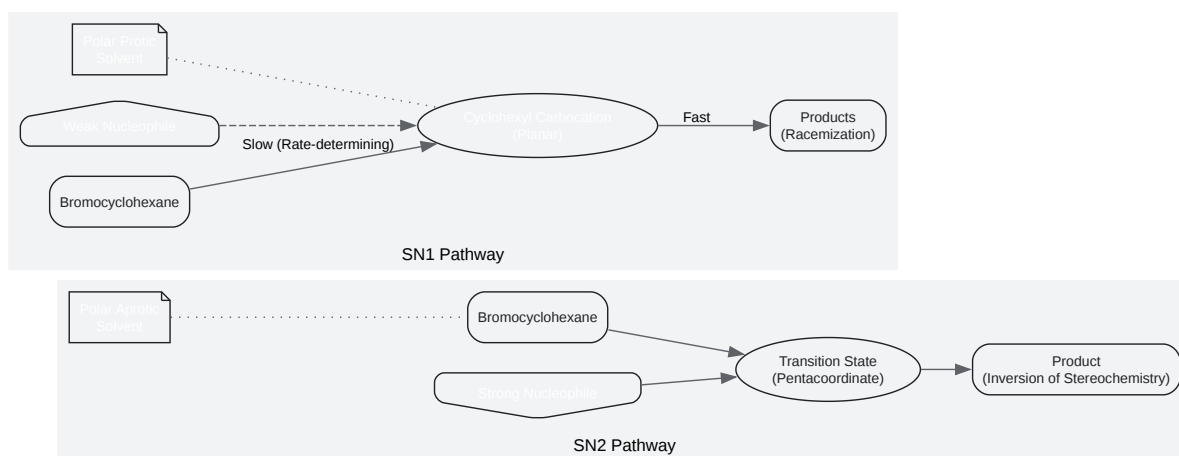 Polar Protic
Solvent
Weak Nucleophile
Cyclohexyl Carbocation
(Planar)
Fast
Products
(Racemization)
Slow (Rate-determining)
Bromocyclohexane
SN1 Pathway
Polar Aprotic
Solvent
Bromocyclohexane
Strong Nucleophile
Transition State
(Pentacoordinate)
Product
(Inversion of Stereochemistry)
SN2 Pathway